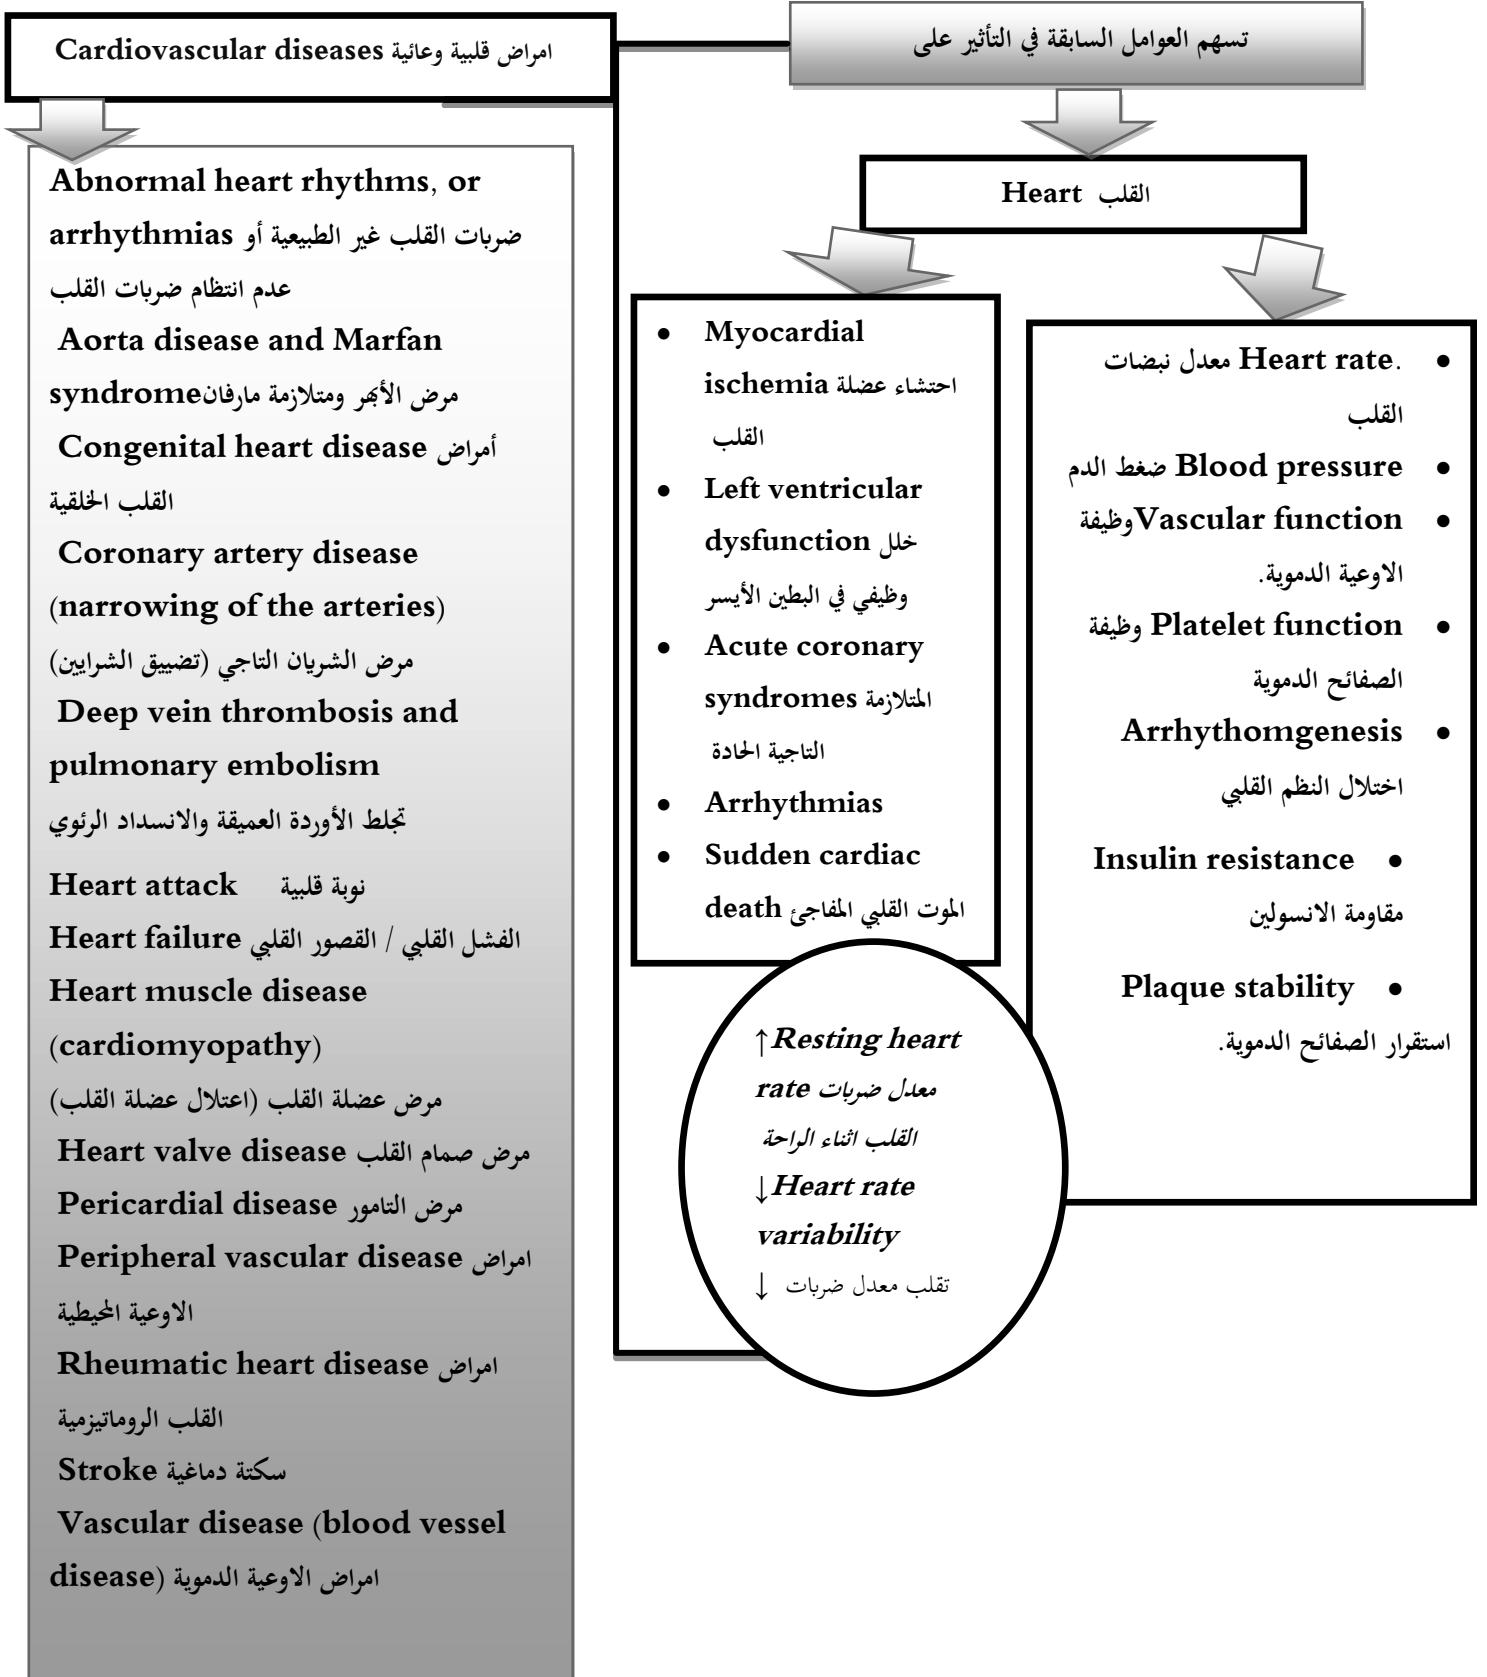 تسهم العوامل السابقة في التأثير على
امراض قلبية وعائية Cardiovascular diseases
القلب Heart
Abnormal heart rhythms, or
arrhythmias ضربات القلب غير الطبيعية أو
عدم انتظام ضربات القلب
Aorta disease and Marfan
syndromeمرض الأبهر ومتلازمة مارفان
Congenital heart disease أمراض
القلب الخلقية
Coronary artery disease
(narrowing of the arteries)
مرض الشريان التاجي (تضييق الشرايين)
Deep vein thrombosis and
pulmonary embolism
تجلط الأوردة العميقة والانسداد الرئوي
Heart attack نوبة قلبية
Heart failure الفشل القلبي / القصور القلبي
Heart muscle disease
(cardiomyopathy)
مرض عضلة القلب (اعتلال عضلة القلب)
Heart valve disease مرض صمام القلب
Pericardial disease مرض التامور
Peripheral vascular disease امراض
الاوعية المحيطية
Rheumatic heart disease امراض
القلب الروماتيزمية
Stroke سكتة دماغية
Vascular disease (blood vessel
disease) امراض الاوعية الدموية
• Myocardial
ischemia احتشاء عضلة
القلب
• Left ventricular
dysfunction خلل
وظيفي في البطين الأيسر
• Acute coronary
syndromes المتلازمة
التاجية الحادة
• Arrhythmias
• Sudden cardiac
death الموت القلبي المفاجئ
• .Heart rate معدل نبضات
القلب
• Blood pressure ضغط الدم
• Vascular functionوظيفة
الاوعية الدموية.
• Platelet function وظيفة
الصفائح الدموية
• Arrhythomgenesis
اختلال النظم القلبي
• Insulin resistance
مقاومة الانسولين
• Plaque stability
استقرار الصفائح الدموية.
↑Resting heart
rate معدل ضربات
القلب اثناء الراحة
↓Heart rate
variability
↓ تقلب معدل ضربات